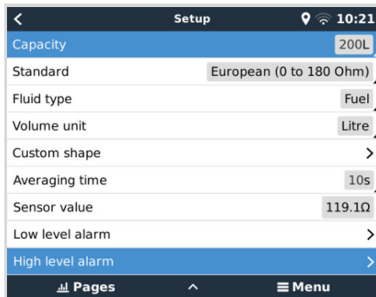 Setup 10:21
Capacity 200L
Standard European (0 to 180 Ohm)
Fluid type Fuel
Volume unit Litre
Custom shape
Averaging time 10s
Sensor value 119.1Ω
Low level alarm
High level alarm
Pages Menu